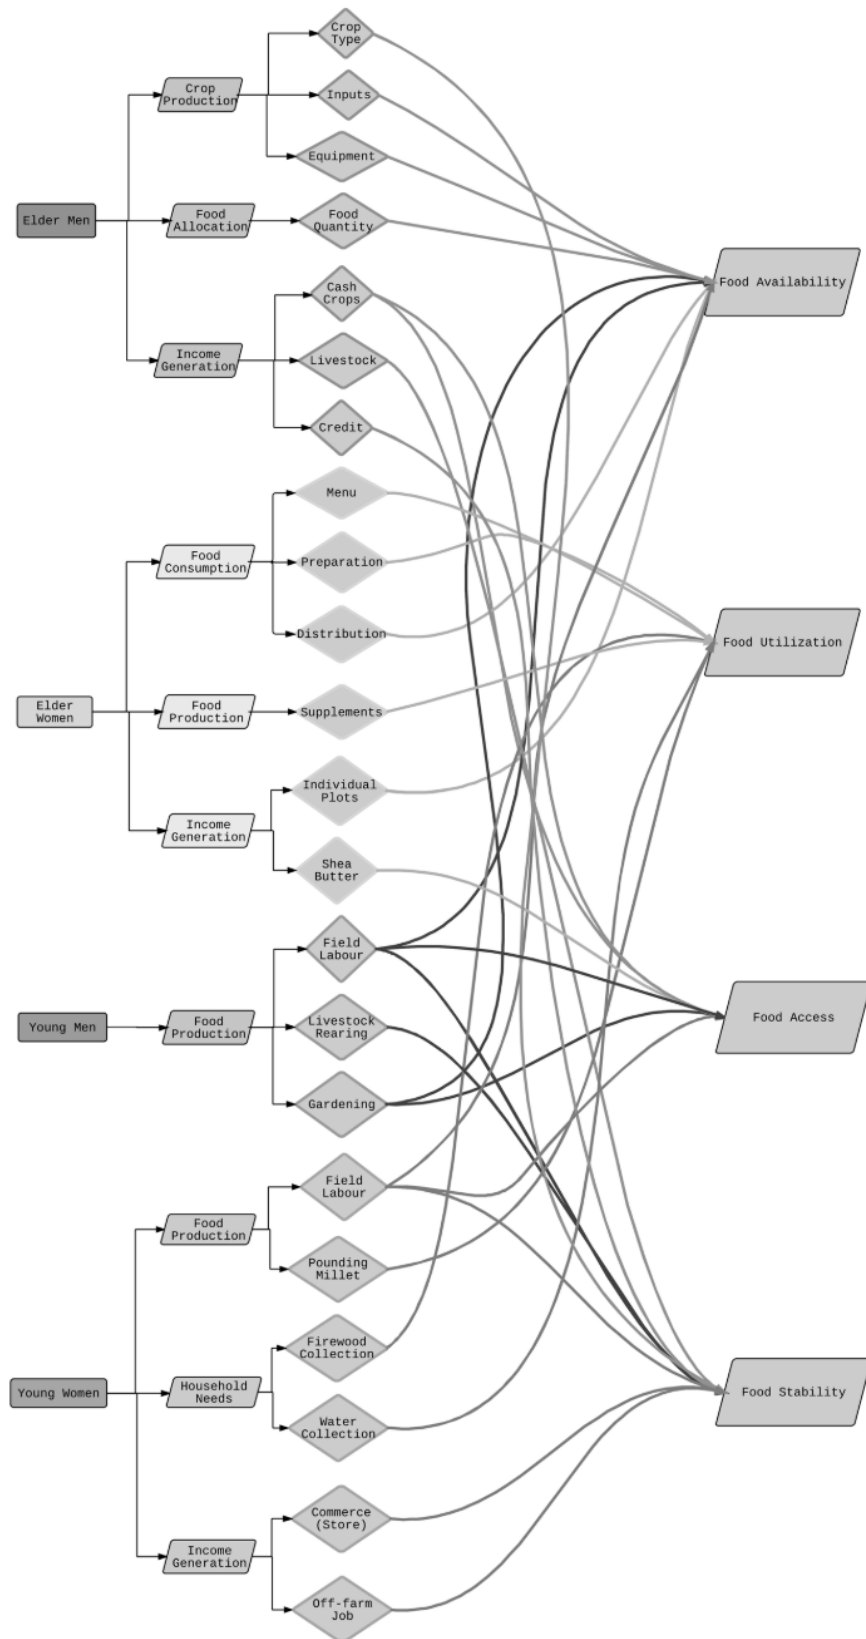 Crop
Type
Crop
Production
Inputs
Equipment
Elder Men
Food
Allocation
Food
Quantity
Food Availability
Cash
Crops
Income
Generation
Livestock
Credit
Menu
Food
Consumption
Preparation
Distribution
Food Utilization
Elder
Women
Food
Production
Supplements
Individual
Plots
Income
Generation
Shea
Butter
Field
Labour
Young Men
Food
Production
Livestock
Rearing
Food Access
Gardening
Field
Labour
Food
Production
Pounding
Millet
Firewood
Collection
Young Women
Household
Needs
Water
Collection
Food Stability
Commerce
(Store)
Income
Generation
Off-farm
Job